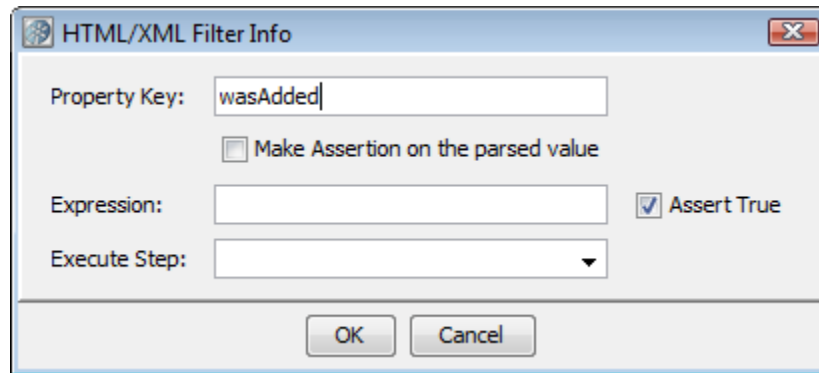 HTML/XML Filter Info
Property Key: wasAdded
Make Assertion on the parsed value
Expression: Assert True
Execute Step:
OK Cancel